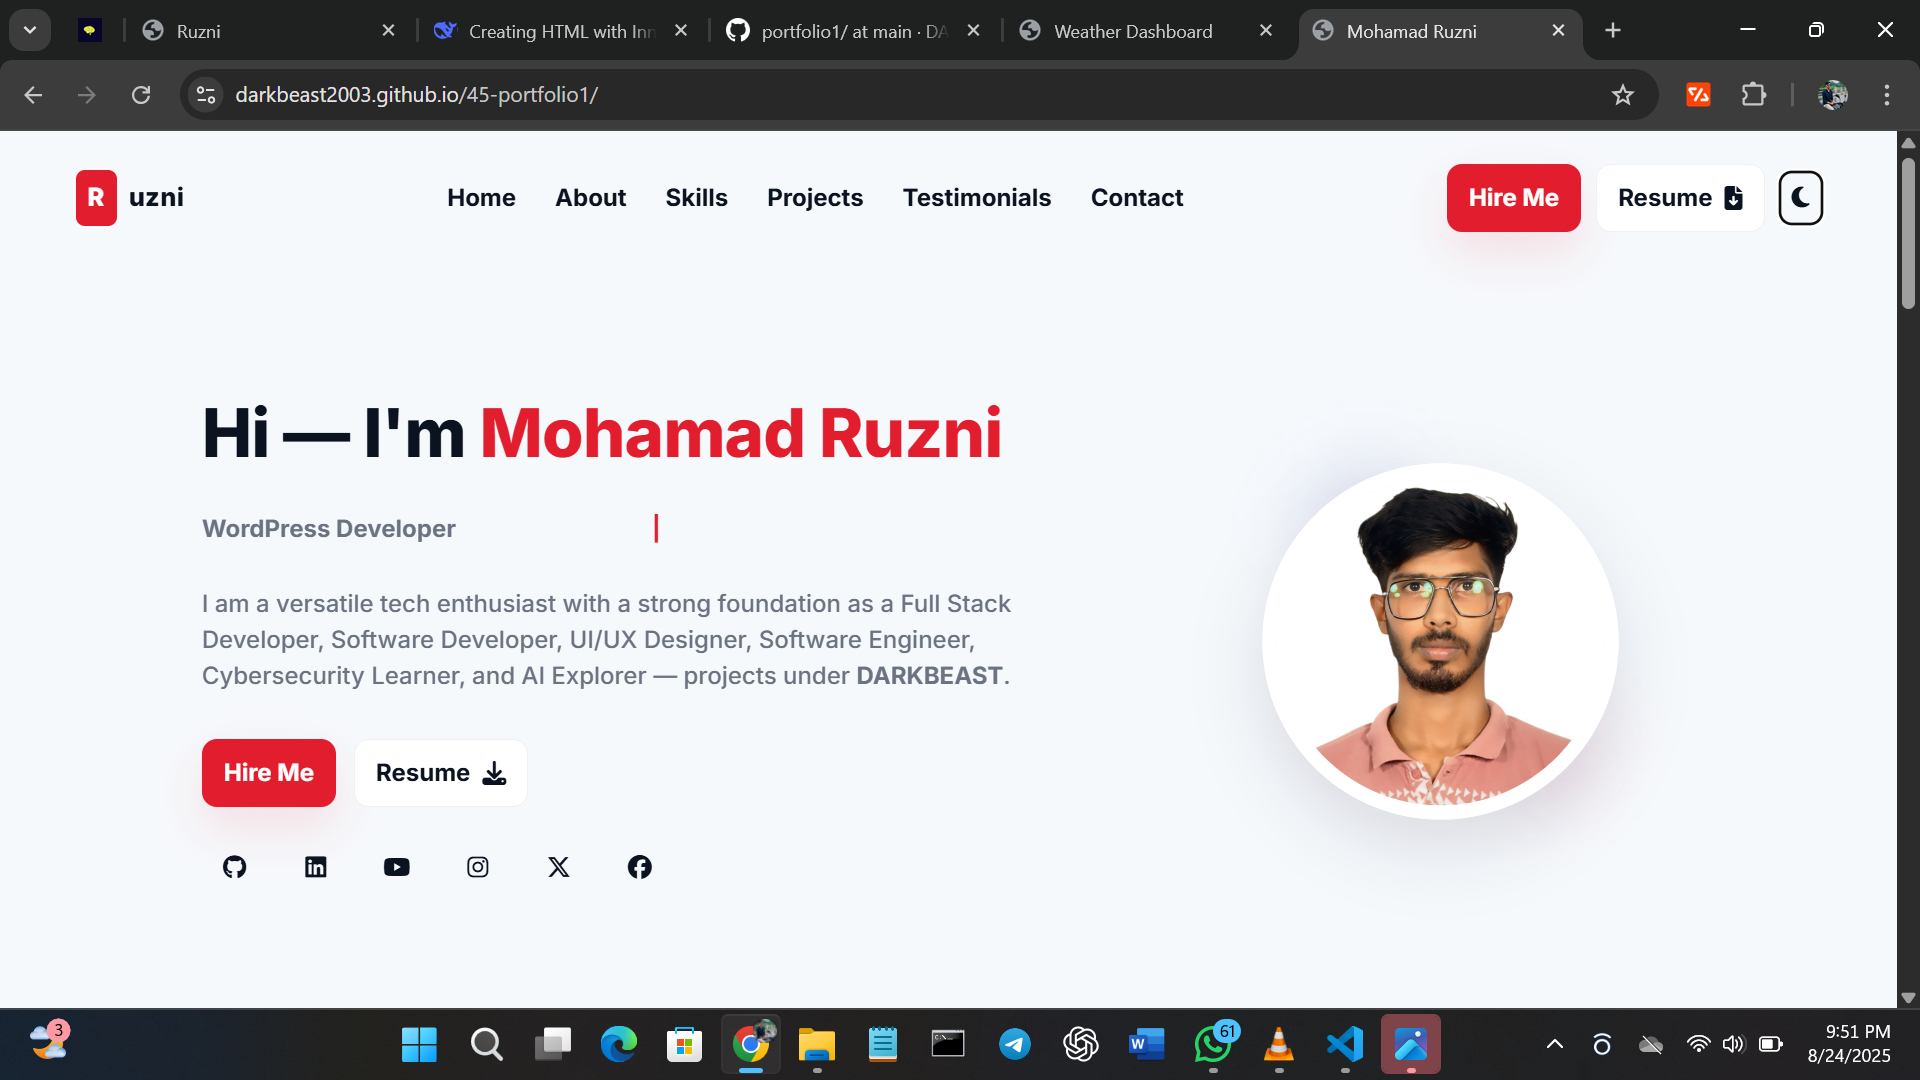 Ruzni
Creating HTML with Inn
portfolio1/ at main · DA
Weather Dashboard
Mohamad Ruzni
darkbeast2003.github.io/45-portfolio1/
R uzni
Home About Skills Projects Testimonials Contact
Hire Me Resume
Hi — I'm Mohamad Ruzni
WordPress Developer
I am a versatile tech enthusiast with a strong foundation as a Full Stack
Developer, Software Developer, UI/UX Designer, Software Engineer,
Cybersecurity Learner, and AI Explorer — projects under DARKBEAST.
Hire Me Resume
3
61
9:51 PM
8/24/2025